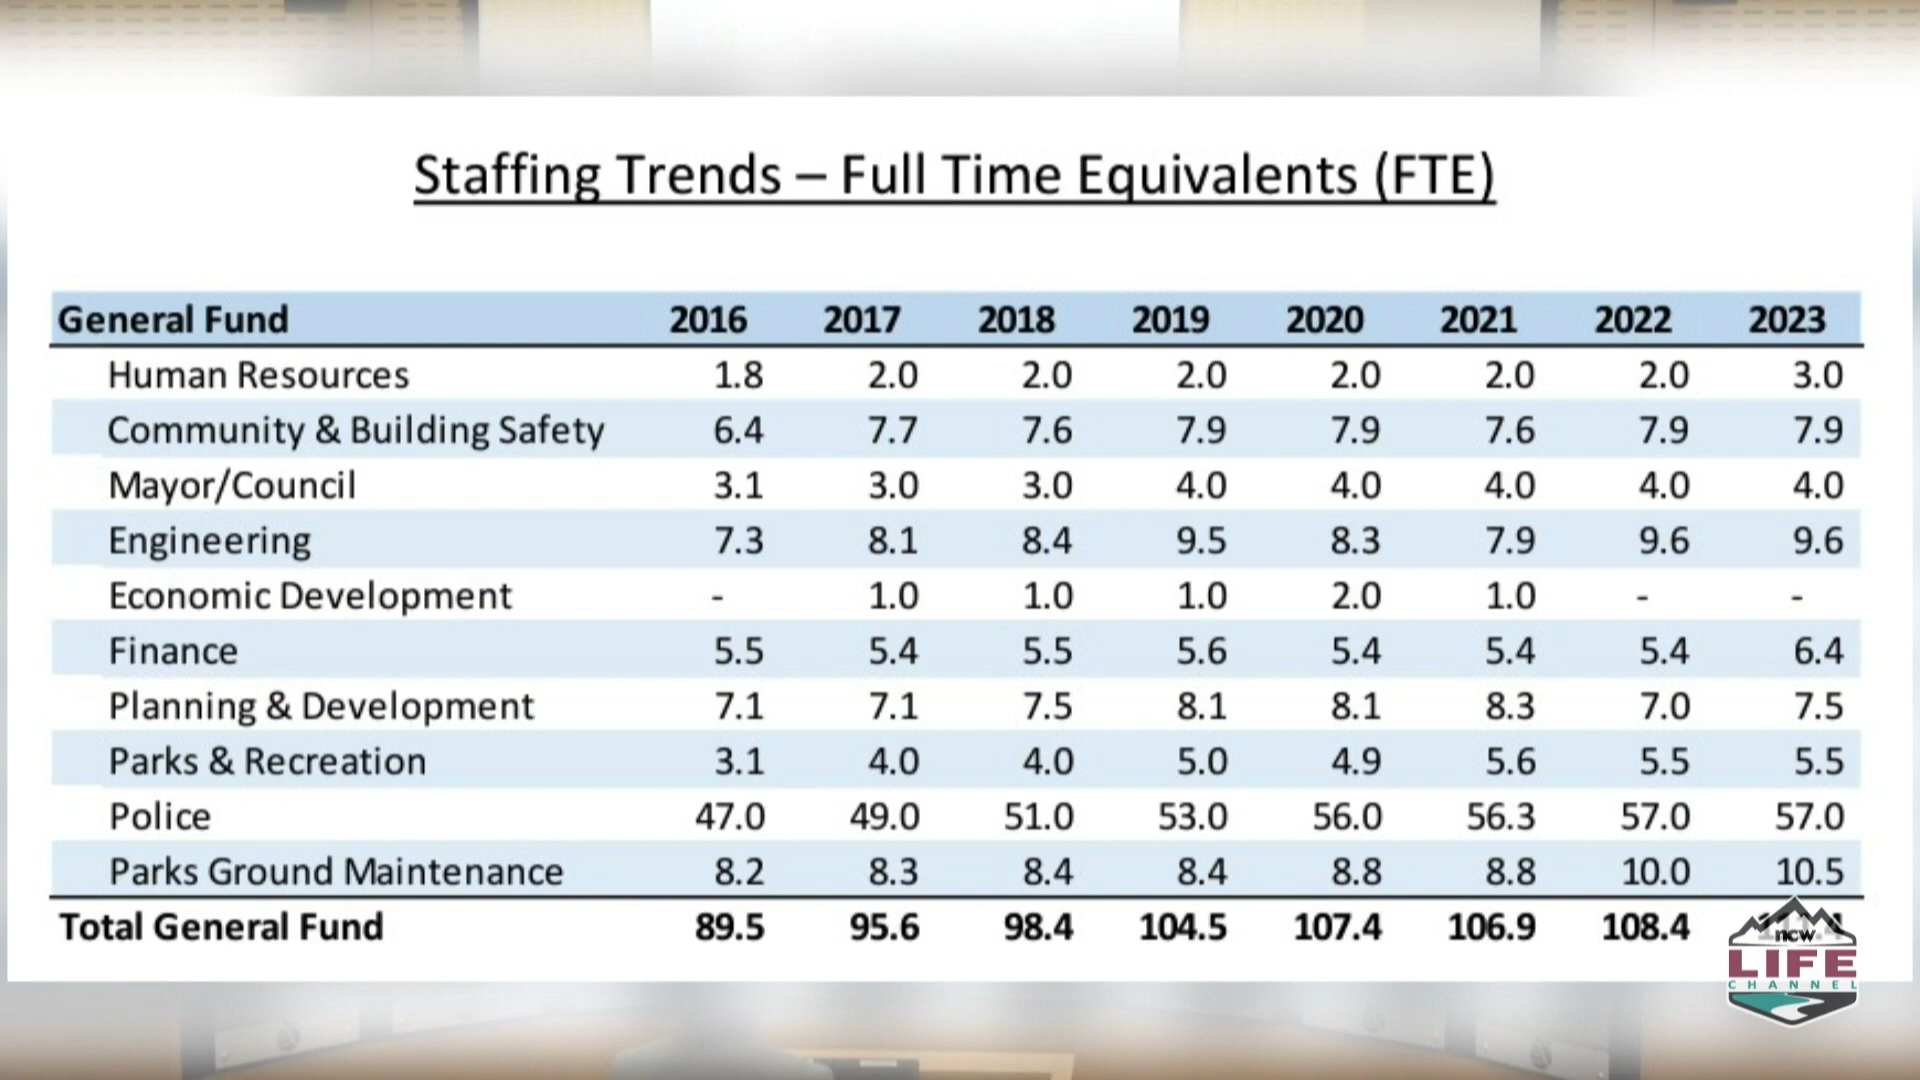 Staffing Trends – Full Time Equivalents (FTE)
General Fund 2016 2017 2018 2019 2020 2021 2022 2023
Human Resources 1.8 2.0 2.0 2.0 2.0 2.0 2.0 3.0
Community & Building Safety 6.4 7.7 7.6 7.9 7.9 7.6 7.9 7.9
Mayor/Council 3.1 3.0 3.0 4.0 4.0 4.0 4.0 4.0
Engineering 7.3 8.1 8.4 9.5 8.3 7.9 9.6 9.6
Economic Development - 1.0 1.0 1.0 2.0 1.0 - -
Finance 5.5 5.4 5.5 5.6 5.4 5.4 5.4 6.4
Planning & Development 7.1 7.1 7.5 8.1 8.1 8.3 7.0 7.5
Parks & Recreation 3.1 4.0 4.0 5.0 4.9 5.6 5.5 5.5
Police 47.0 49.0 51.0 53.0 56.0 56.3 57.0 57.0
Parks Ground Maintenance 8.2 8.3 8.4 8.4 8.8 8.8 10.0 10.5
Total General Fund 89.5 95.6 98.4 104.5 107.4 106.9 108.4
ncw
LIFE
CHANNEL